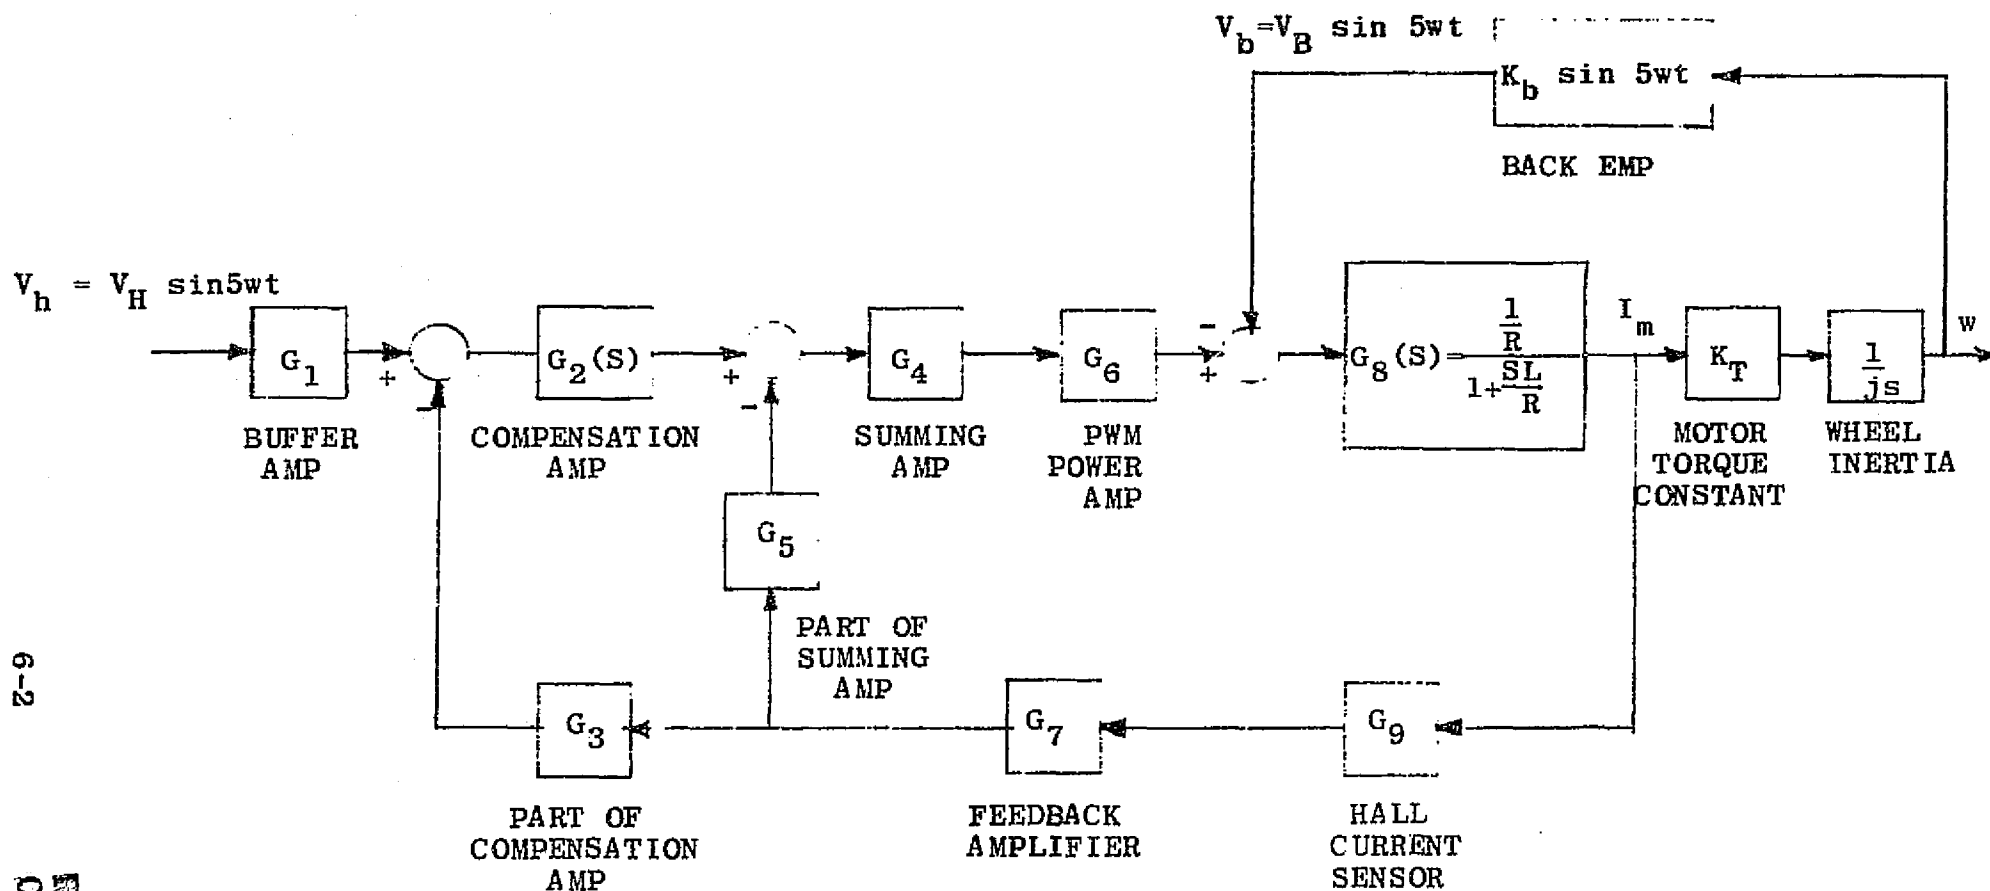 V_b=V_B sin 5wt
K_b sin 5wt
BACK EMP
V_h = V_H sin5wt
G_1
+
-
G_2(S)
+
-
G_4
G_6
-
+
+
G_8(S)=
1
R
1+SL
R
I_m
K_T
1
js
w
BUFFER
AMP
COMPENSATION
AMP
SUMMING
AMP
PWM
POWER
AMP
MOTOR
TORQUE
CONSTANT
WHEEL
INERTIA
G_5
PART OF
SUMMING
AMP
G_3
G_7
G_9
PART OF
COMPENSATION
AMP
FEEDBACK
AMPLIFIER
HALL
CURRENT
SENSOR
6-2